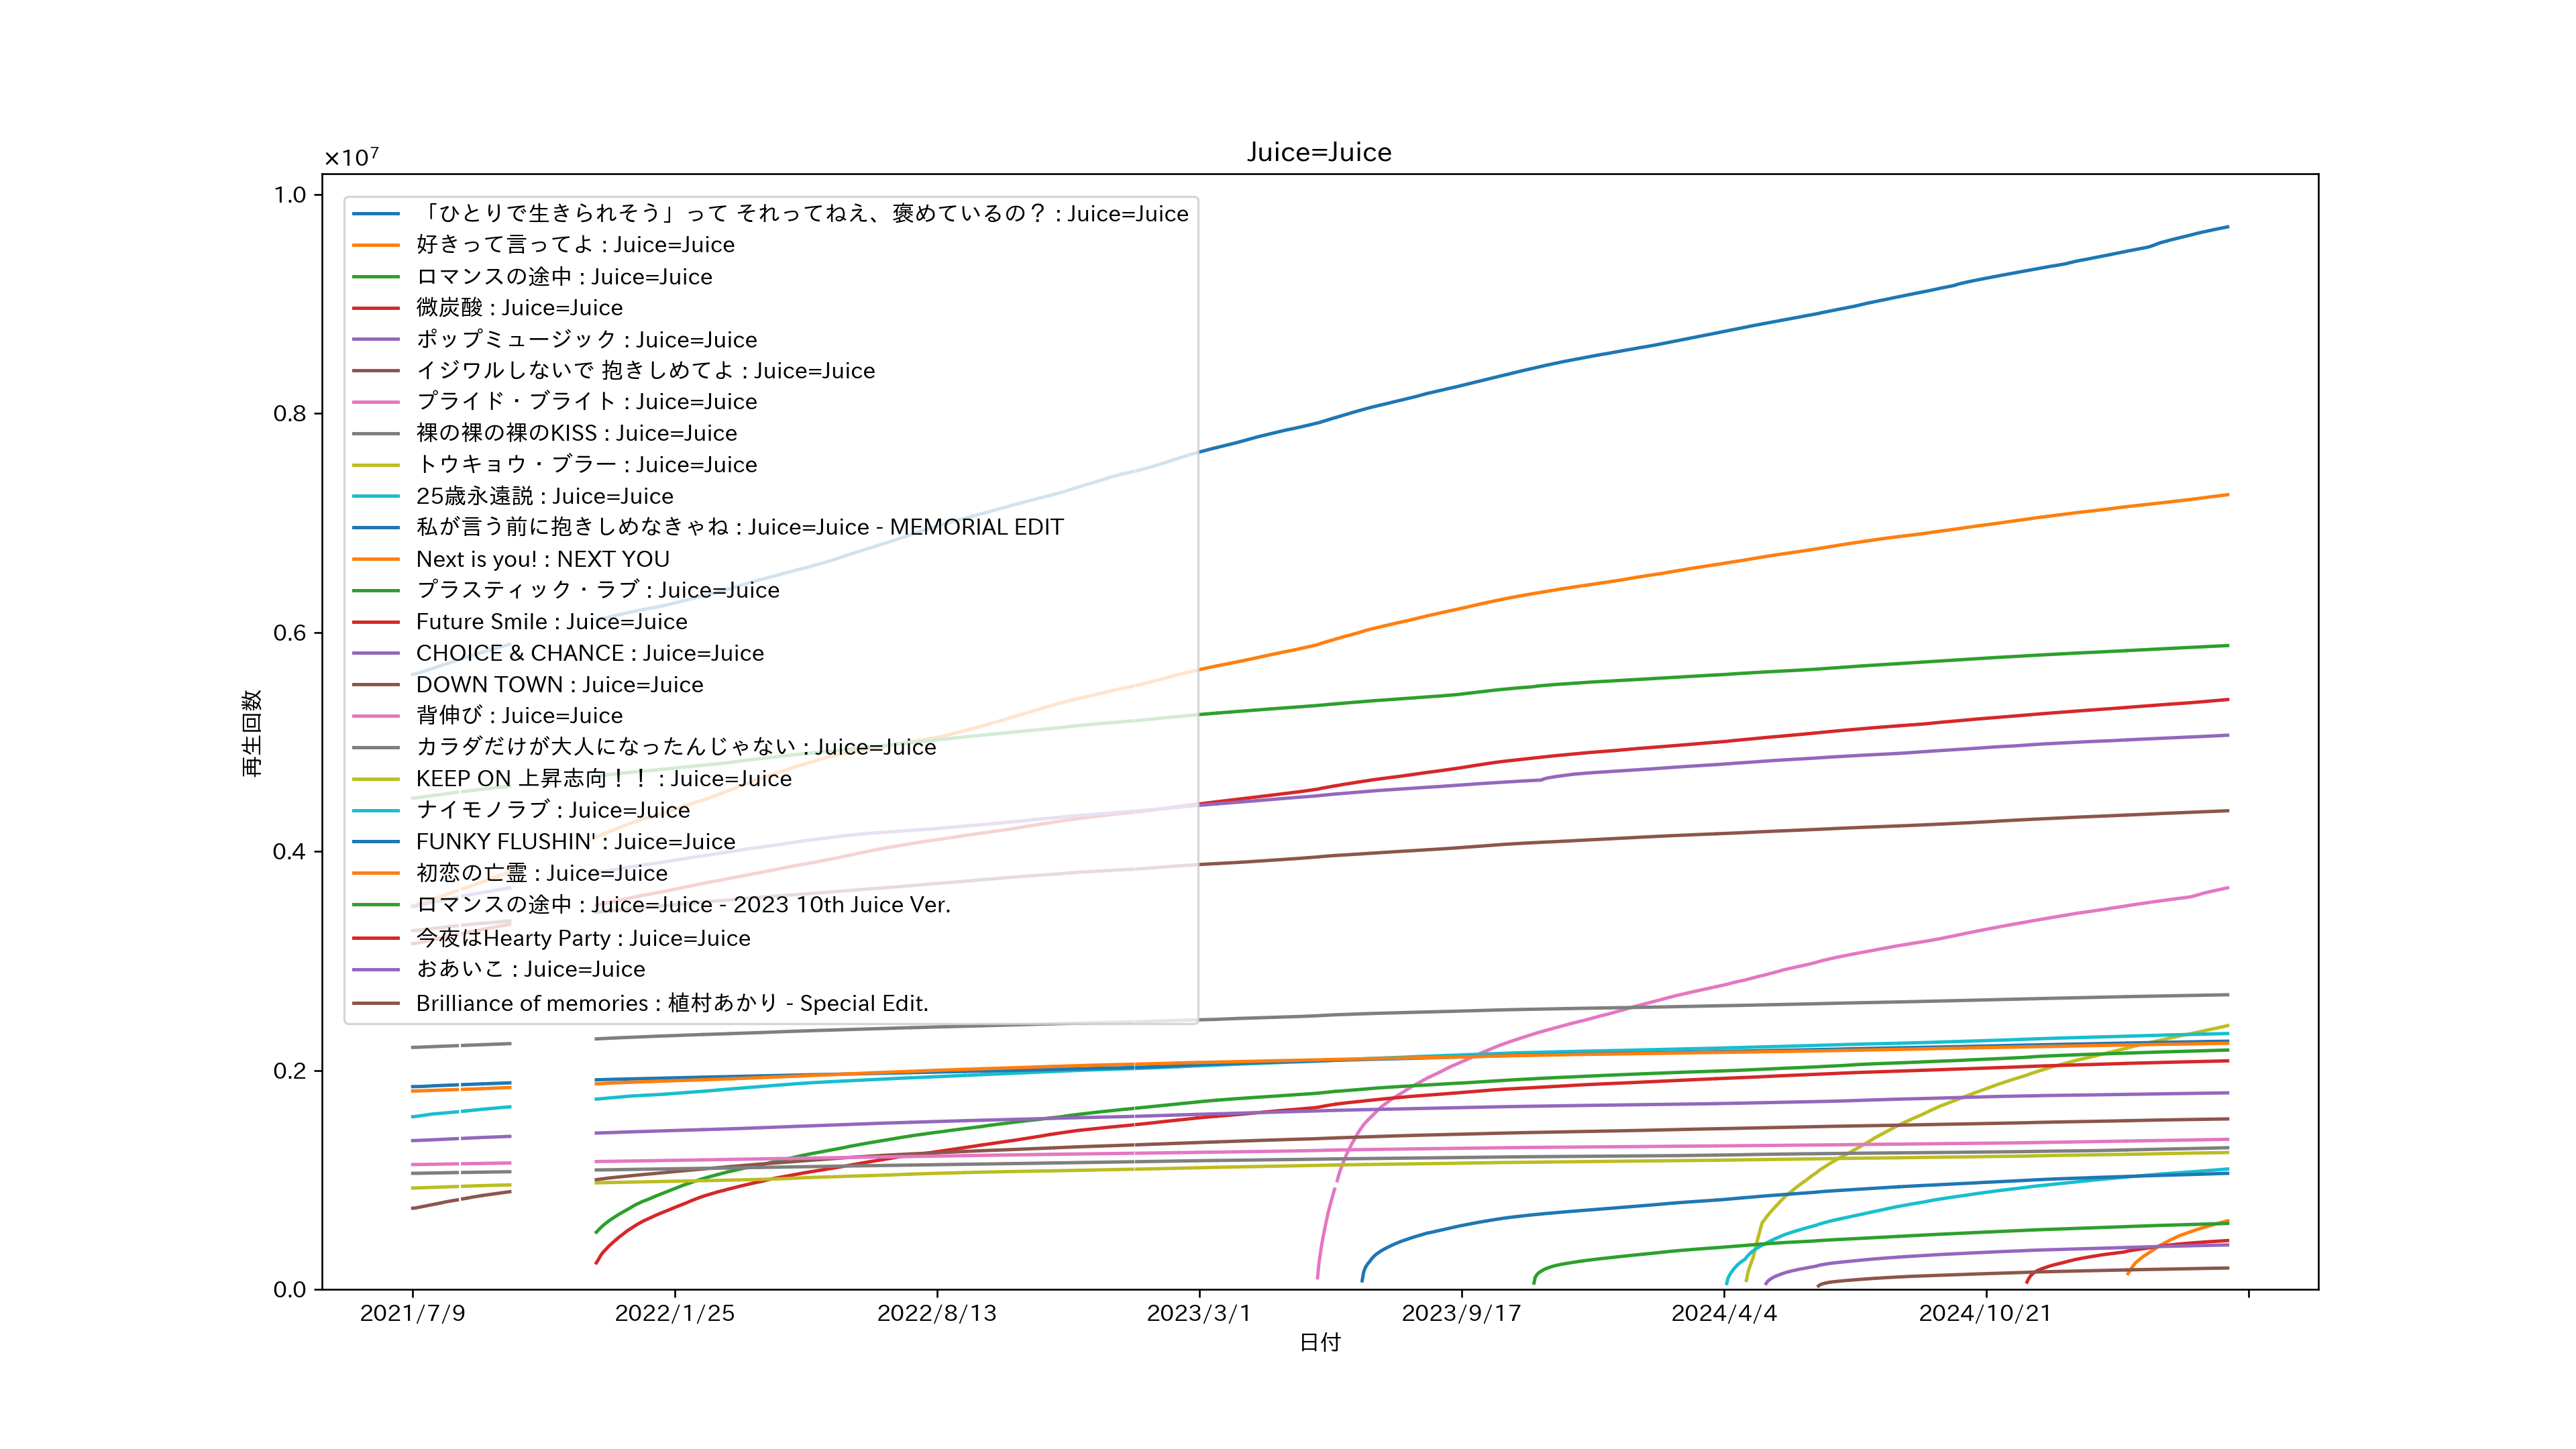 Juice=Juice
×10⁷
1.0
0.8
0.6
0.4
0.2
0.0
再生回数
「ひとりで生きられそう」って それってねえ、褒めているの？ : Juice=Juice
好きって言ってよ : Juice=Juice
ロマンスの途中 : Juice=Juice
微炭酸 : Juice=Juice
ポップミュージック : Juice=Juice
イジワルしないで 抱きしめてよ : Juice=Juice
プライド・ブライト : Juice=Juice
裸の裸の裸のKISS : Juice=Juice
トウキョウ・ブラー : Juice=Juice
25歳永遠説 : Juice=Juice
私が言う前に抱きしめなきゃね : Juice=Juice - MEMORIAL EDIT
Next is you! : NEXT YOU
プラスティック・ラブ : Juice=Juice
Future Smile : Juice=Juice
CHOICE & CHANCE : Juice=Juice
DOWN TOWN : Juice=Juice
背伸び : Juice=Juice
カラダだけが大人になったんじゃない : Juice=Juice
KEEP ON 上昇志向！！ : Juice=Juice
ナイモノラブ : Juice=Juice
FUNKY FLUSHIN' : Juice=Juice
初恋の亡霊 : Juice=Juice
ロマンスの途中 : Juice=Juice - 2023 10th Juice Ver.
今夜はHearty Party : Juice=Juice
おあいこ : Juice=Juice
Brilliance of memories : 植村あかり - Special Edit.
2021/7/9
2022/1/25
2022/8/13
2023/3/1
2023/9/17
2024/4/4
2024/10/21
日付